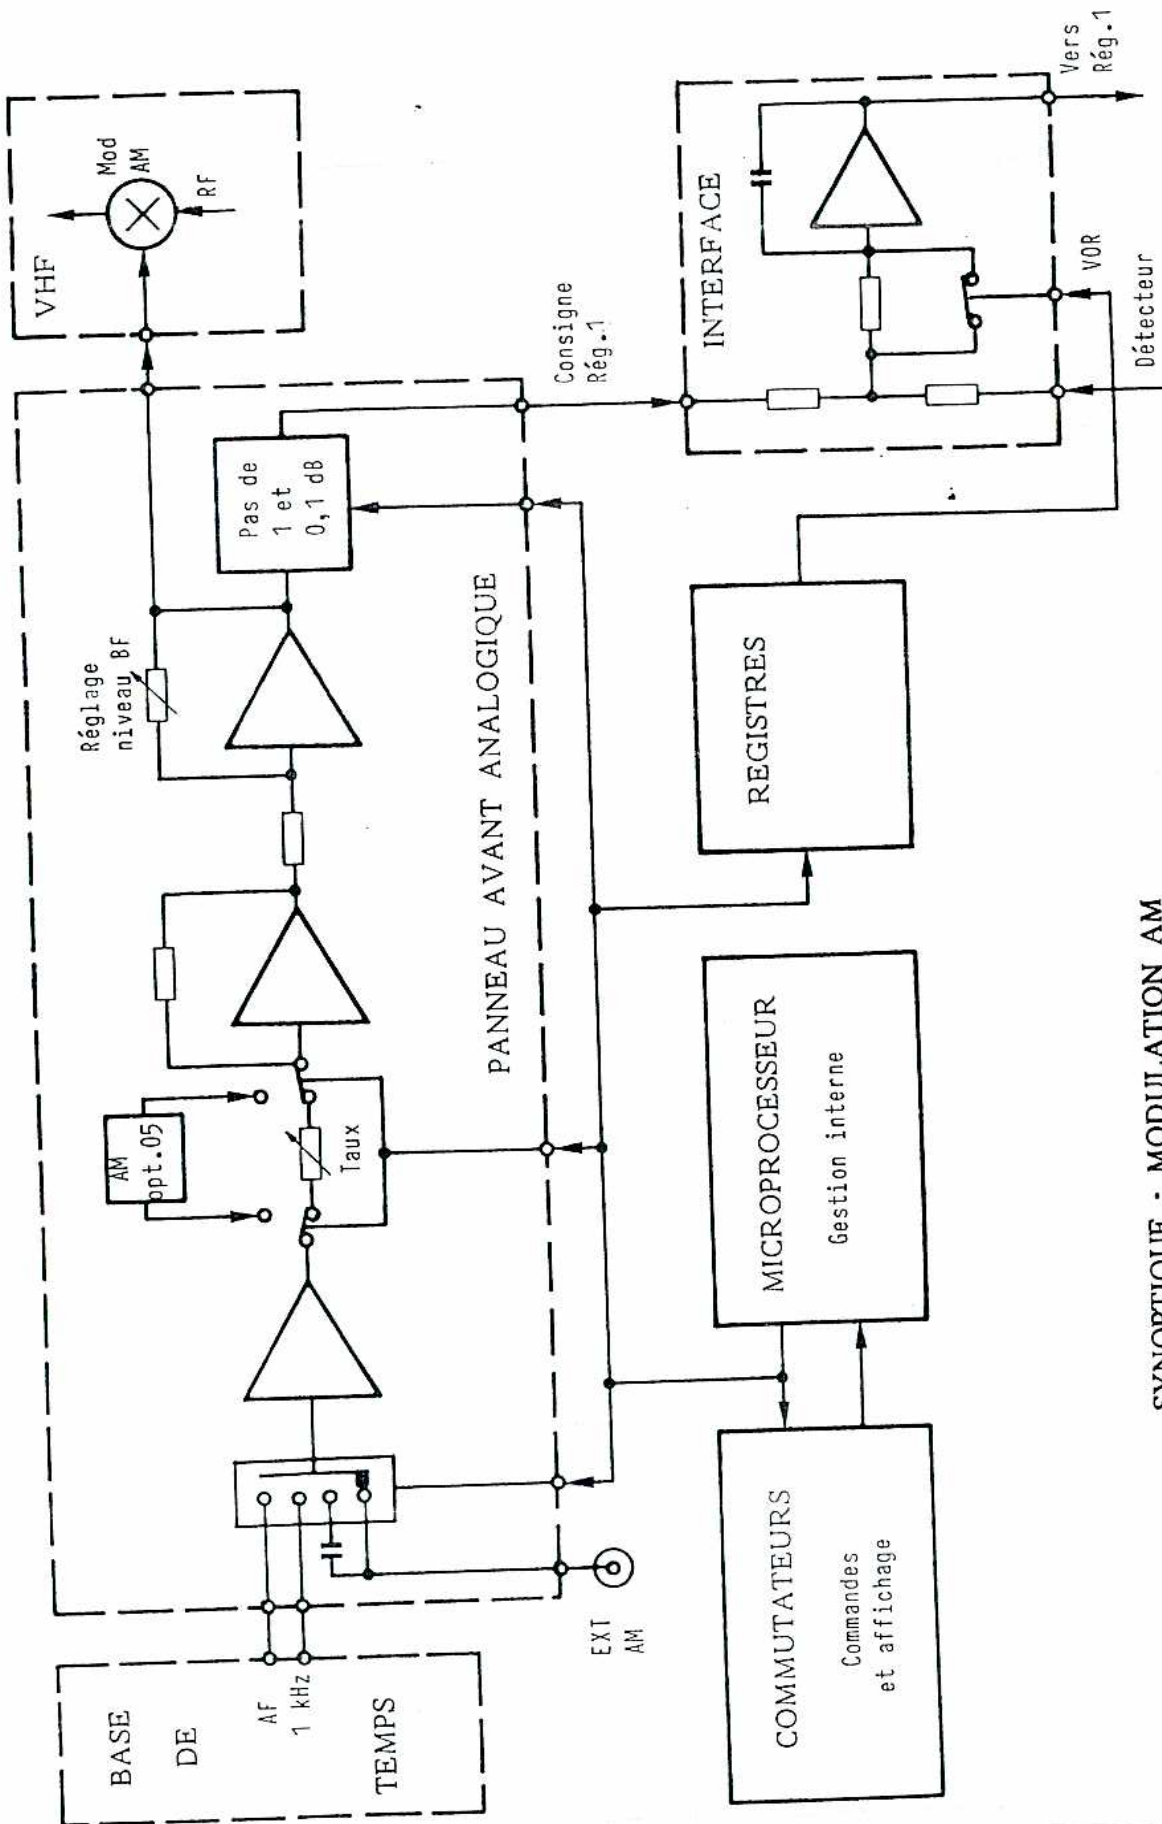 BASE
DE
TEMPS
AF
1 kHz
EXT
AM
AM
opt.05
Taux
Réglage
niveau BF
Pas de
1 et
0,1 dB
PANNEAU AVANT ANALOGIQUE
VHF
Mod
AM
RF
Consigne
Rég.1
INTERFACE
Vers
Rég.1
VOR
Détecteur
COMMUTATEURS
Commandes
et affichage
MICROPROCESSEUR
Gestion interne
REGISTRES
SYNOPTIQUE - MODULATION AM